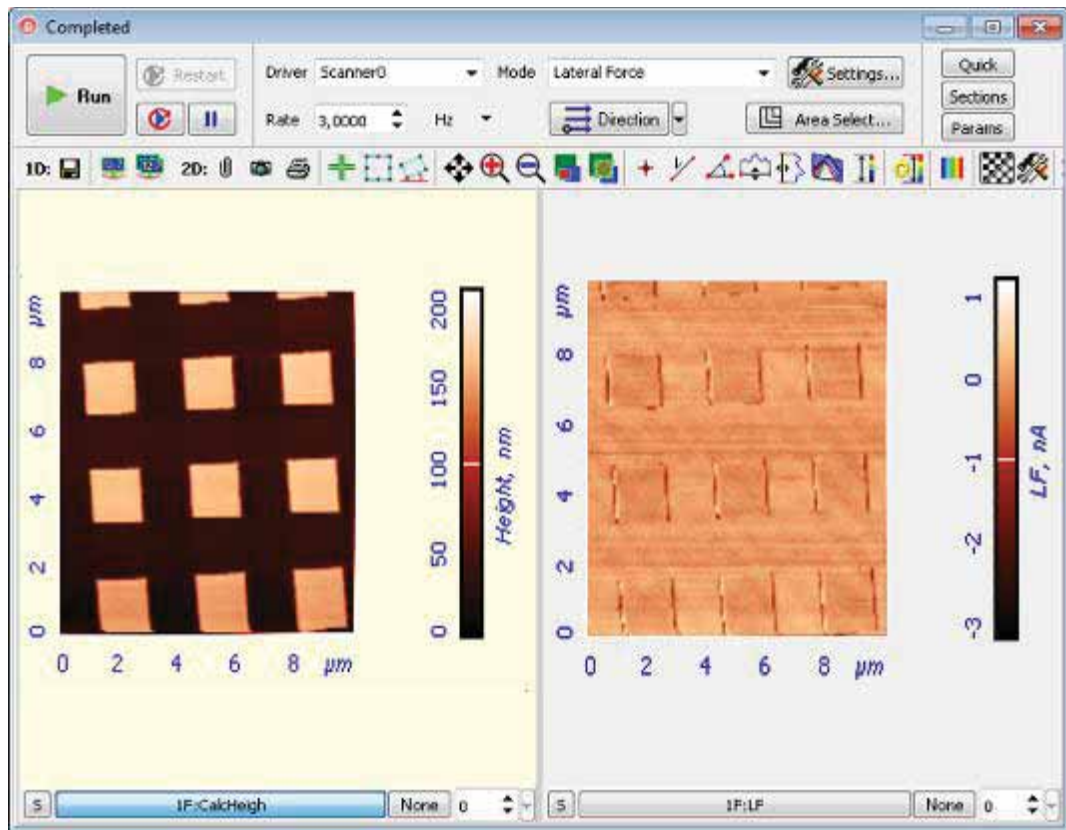 Completed
Run
Restart
Driver Scanner0 Mode Lateral Force Settings...
Rate 3,0000 Hz Direction Area Select...
Quick
Sections
Params
1D: 2D:
µm
8
6
4
2
0
0 2 4 6 8 µm
200
150
100
50
0
Height, nm
µm
8
6
4
2
0
0 2 4 6 8 µm
1
0
-1
-2
-3
LF, nA
S 1F:CalcHeigh None 0
S 1F:LF None 0